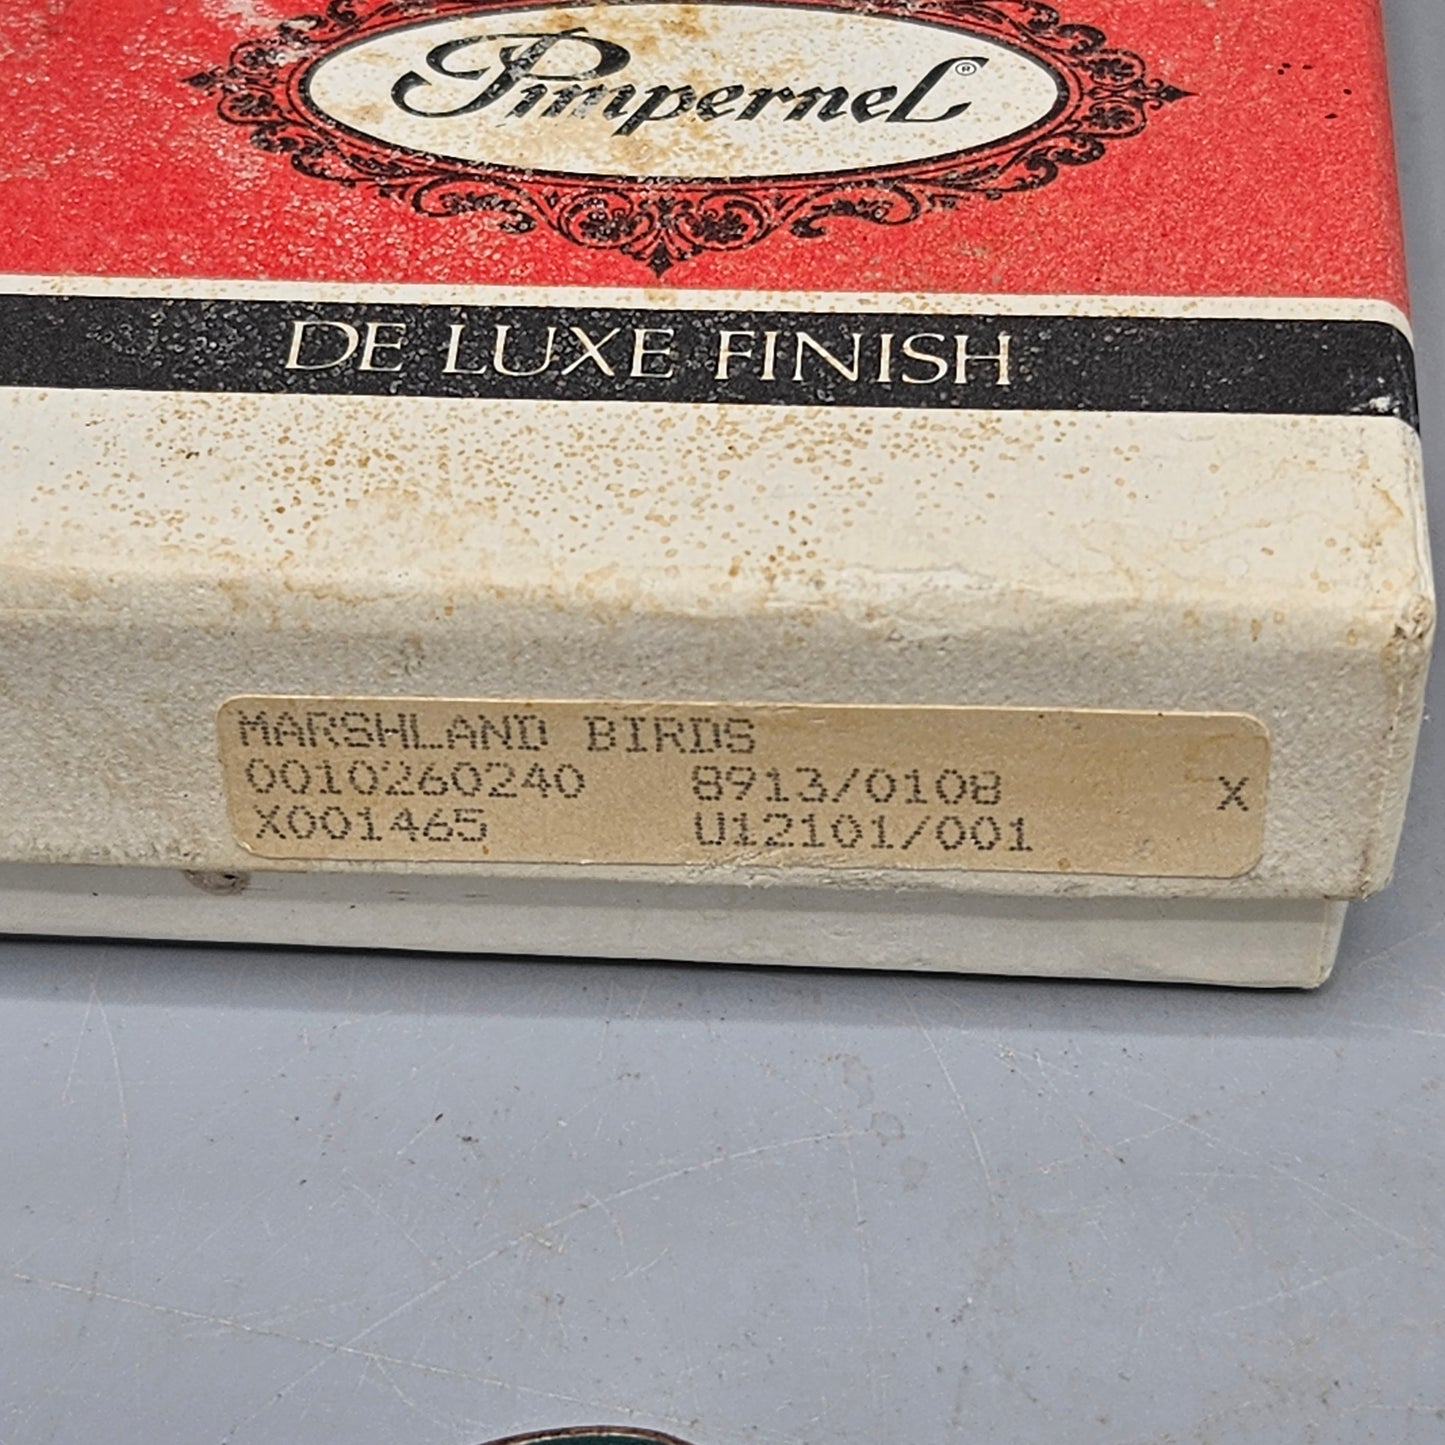 Pimpernel®
DE LUXE FINISH
MARSHLAND BIRDS
0010260240 8913/0108 X
X001465 U12101/001